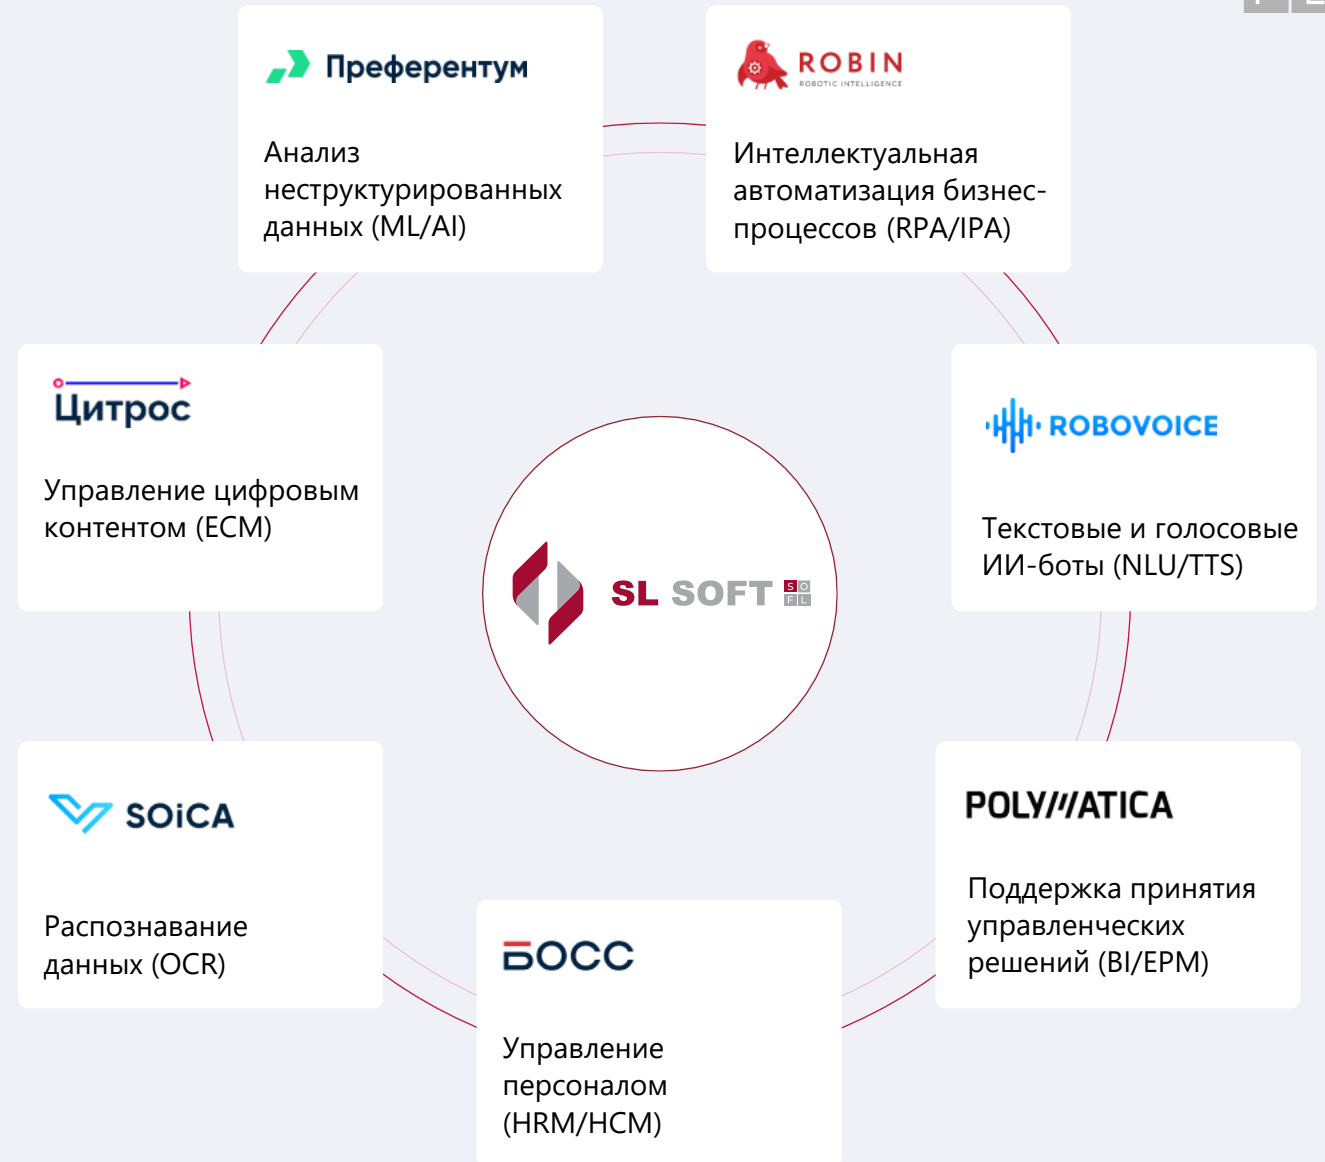 Преферентум
Анализ
неструктурированных
данных (ML/AI)
ROBIN
ROBOTIC INTELLIGENCE
Интеллектуальная
автоматизация бизнес-
процессов (RPA/IPA)
Цитрос
Управление цифровым
контентом (ECM)
ROBOVOICE
Текстовые и голосовые
ИИ-боты (NLU/TTS)
SL SOFT
SO
FL
SOiCA
Распознавание
данных (OCR)
POLYMATICA
Поддержка принятия
управленческих
решений (BI/EPM)
БОСС
Управление
персоналом
(HRM/HCM)